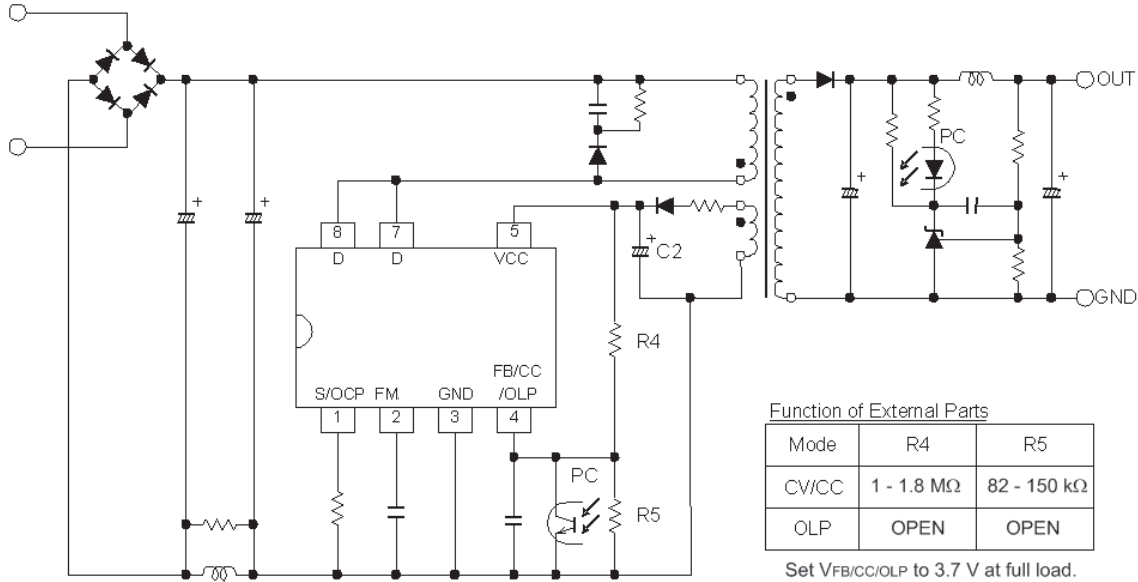 OUT
PC
+
+
+
+
8
7
5
D
D
VCC
+
C2
GND
R4
FB/CC
S/OCP FM GND /OLP
1
2
3
4
PC
R5
Function of External Parts
Mode R4 R5
CV/CC 1 - 1.8 MΩ 82 - 150 kΩ
OLP OPEN OPEN
Set VFB/CC/OLP to 3.7 V at full load.